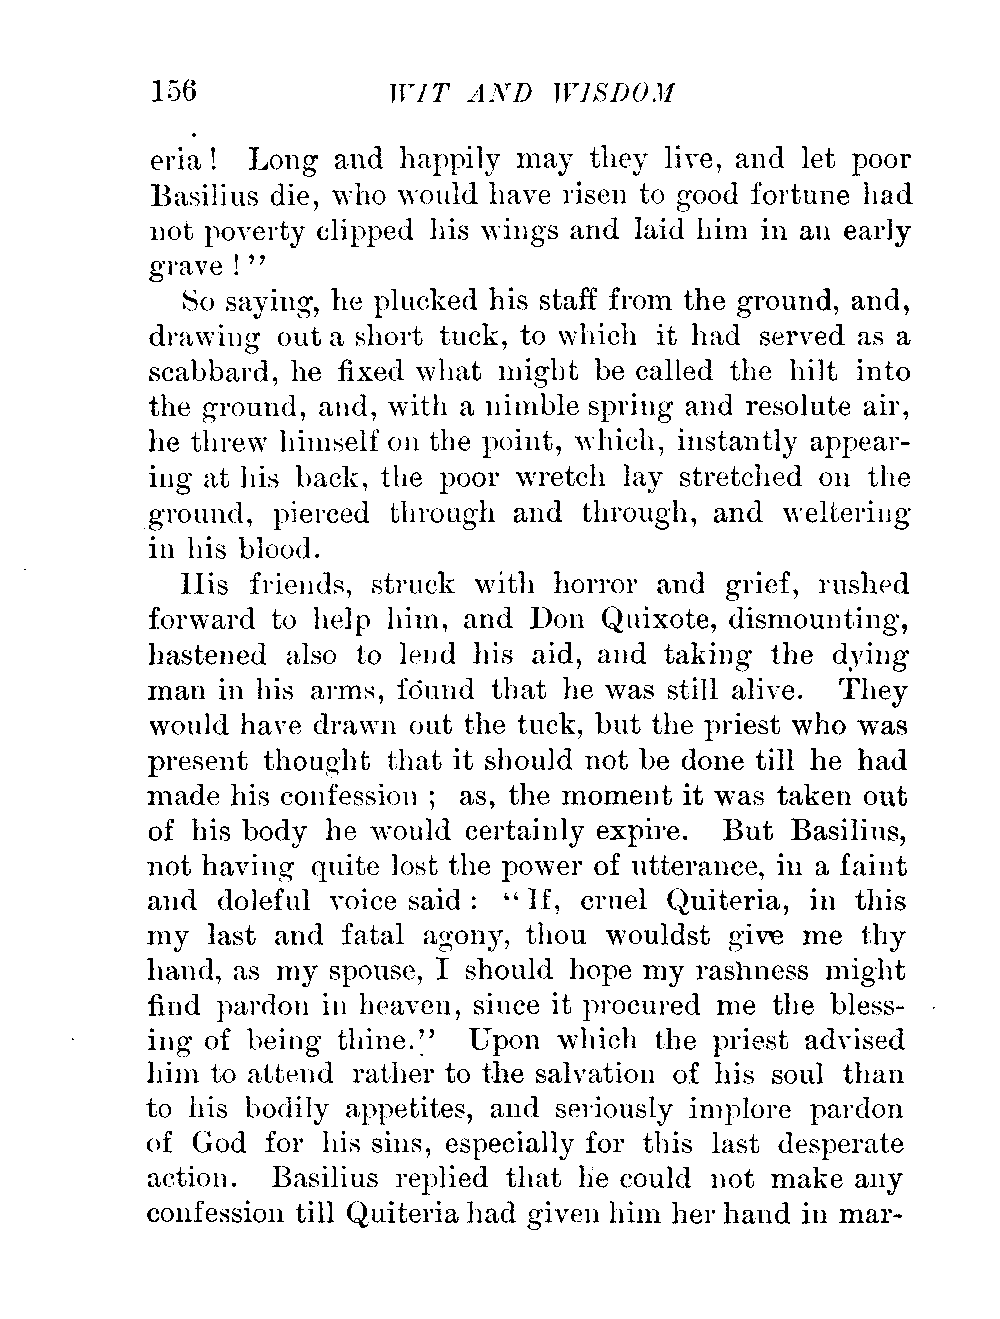 156 WIT AND WISDOM
eria! Long and happily may they live, and let poor
Basilius die, who would have risen to good fortune had
not poverty clipped his wings and laid him in an early
grave!”
So saying, he plucked his staff from the ground, and,
drawing out a short tuck, to which it had served as a
scabbard, he fixed what might be called the hilt into
the ground, and, with a nimble spring and resolute air,
he threw himself on the point, which, instantly appear-
ing at his back, the poor wretch lay stretched on the
ground, pierced through and through, and weltering
in his blood.
His friends, struck with horror and grief, rushed
forward to help him, and Don Quixote, dismounting,
hastened also to lend his aid, and taking the dying
man in his arms, found that he was still alive. They
would have drawn out the tuck, but the priest who was
present thought that it should not be done till he had
made his confession ; as, the moment it was taken out
of his body he would certainly expire. But Basilius,
not having quite lost the power of utterance, in a faint
and doleful voice said : “If, cruel Quiteria, in this
my last and fatal agony, thou wouldst give me thy
hand, as my spouse, I should hope my rashness might
find pardon in heaven, since it procured me the bless-
ing of being thine.” Upon which the priest advised
him to attend rather to the salvation of his soul than
to his bodily appetites, and seriously implore pardon
of God for his sins, especially for this last desperate
action. Basilius replied that he could not make any
confession till Quiteria had given him her hand in mar-